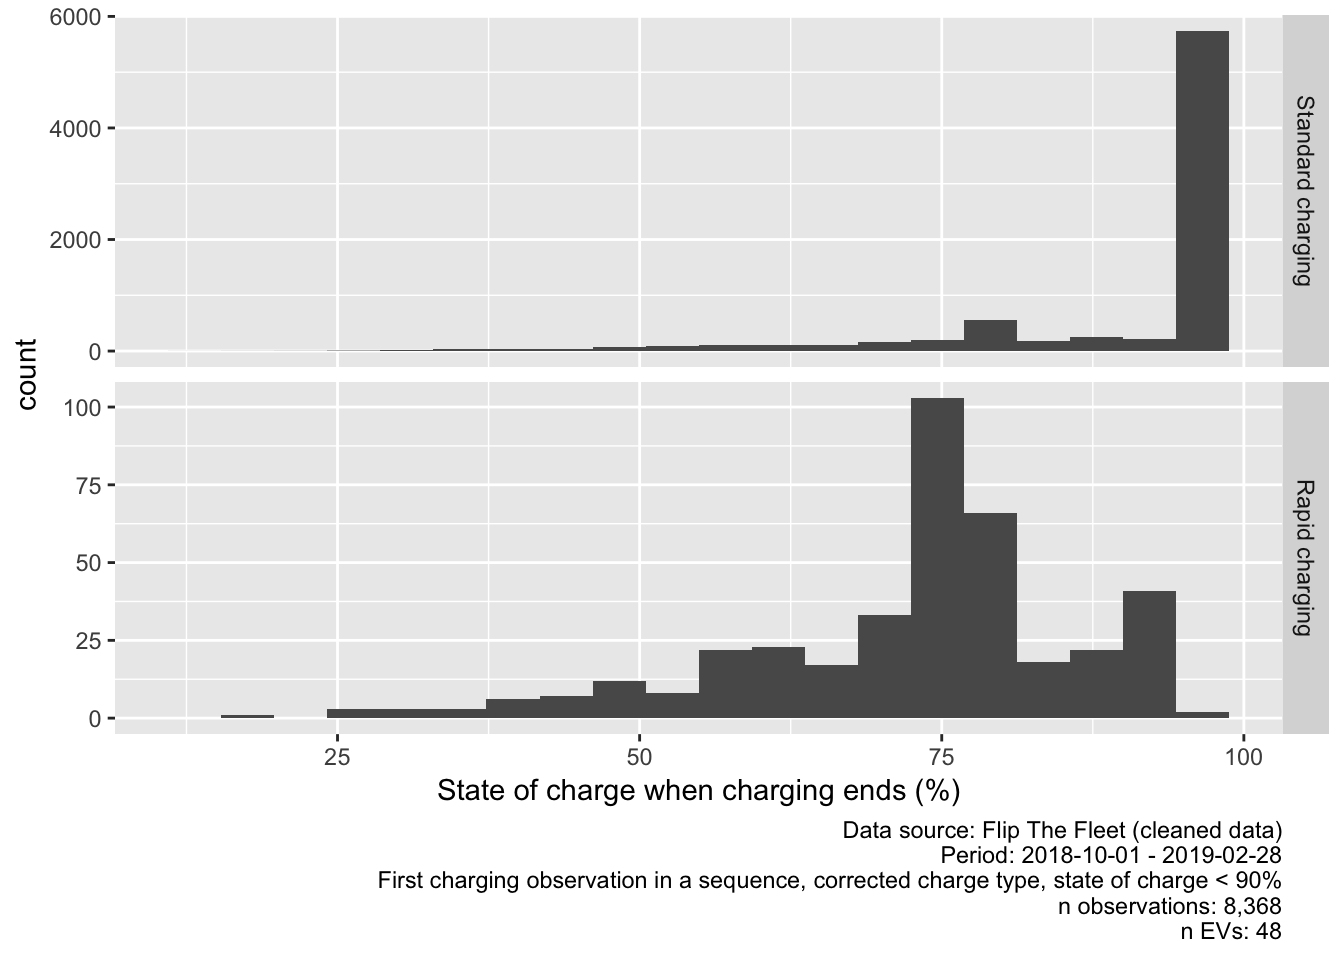 6000
4000
2000
0
Standard charging
count
100
75
50
25
0
Rapid charging
25
50
75
100
State of charge when charging ends (%)
Data source: Flip The Fleet (cleaned data)
Period: 2018-10-01 - 2019-02-28
First charging observation in a sequence, corrected charge type, state of charge < 90%
n observations: 8,368
n EVs: 48